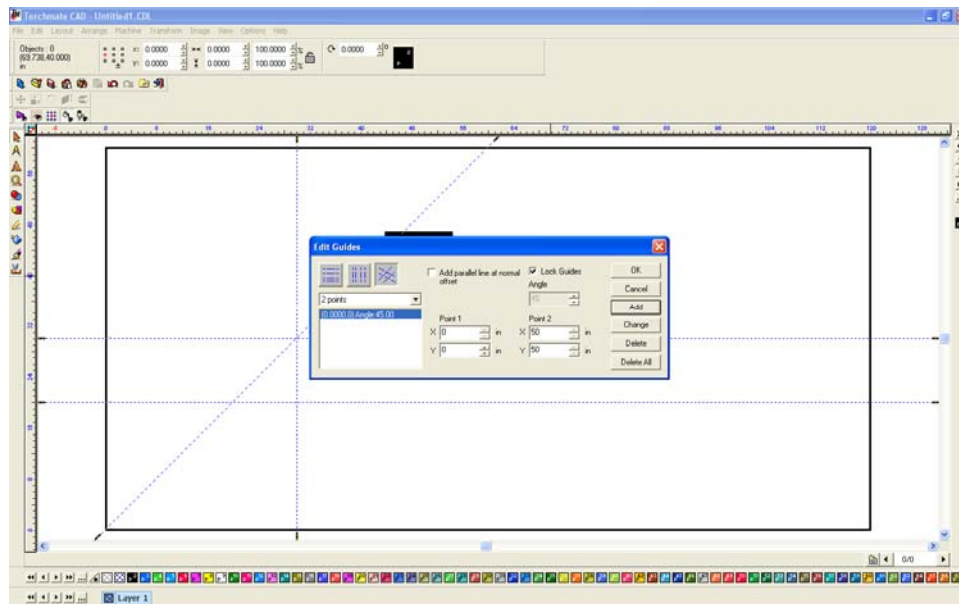 Torchmate CAD - Untitled1.CDL
File Edit Layout Arrange Machine Transform Image View Options Help
Objects : 0
(63.738,40.000)
in
x: 0.0000 0.0000 100.0000 % 0.0000
y: 0.0000 0.0000 100.0000 %
Edit Guides
Add parallel line at normal offset
Lock Guides
OK
Angle
Cancel
45
2 points
Add
(0.0000,0) Angle 45.00
Point 1
Point 2
Change
X 0 in X 50 in
Delete
Y 0 in Y 50 in
Delete All
0/0
Layer 1